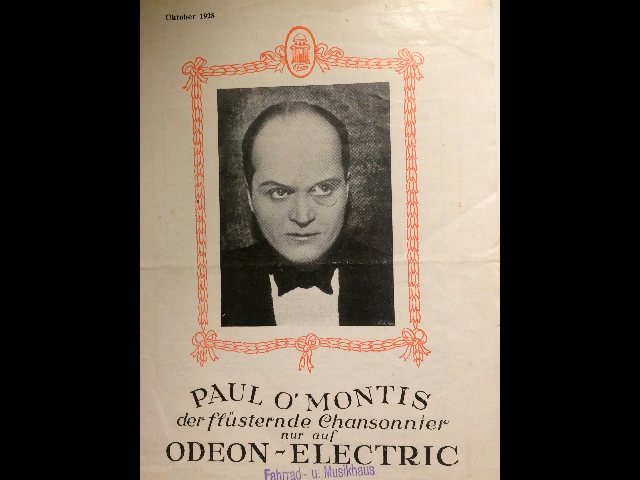 Oktober 1928
PAUL O'MONTIS
der flüsternde Chansonnier
nur auf
ODEON-ELECTRIC
Fahrrad- u. Musikhaus